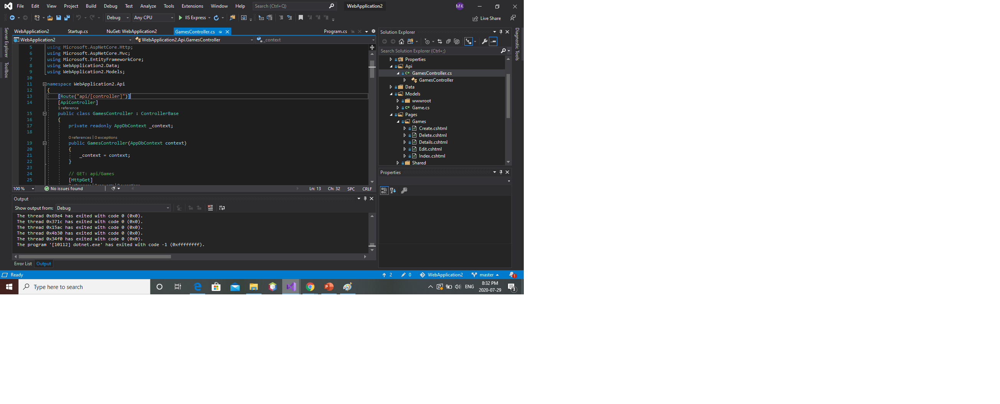 File Edit View Project Build Debug Test Analyze Tools Extensions Window Help Search (Ctrl+Q) WebApplication2 MK
Debug Any CPU IIS Express Live Share
Server Explorer
Toolbox
WebApplication2 Startup.cs NuGet: WebApplication2 GamesController.cs Program.cs
WebApplication2 WebApplication2.Api.GamesController _context
5 using Microsoft.AspNetCore.Http;
6 using Microsoft.AspNetCore.Mvc;
7 using Microsoft.EntityFrameworkCore;
8 using WebApplication2.Data;
9 using WebApplication2.Models;
10
11 namespace WebApplication2.Api
12 {
13 [Route("api/[controller]")]
14 [ApiController]
1 reference
15 public class GamesController : ControllerBase
16 {
17 private readonly AppDbContext _context;
18
0 references | 0 exceptions
19 public GamesController(AppDbContext context)
20 {
21 _context = context;
22 }
23
24 // GET: api/Games
25 [HttpGet]
0 references | 0 requests | 0 exceptions
100 % No issues found Ln: 13 Ch: 32 SPC CRLF
Output
Show output from: Debug
The thread 0x69e4 has exited with code 0 (0x0).
The thread 0x371c has exited with code 0 (0x0).
The thread 0x15ac has exited with code 0 (0x0).
The thread 0x4b30 has exited with code 0 (0x0).
The thread 0x34f0 has exited with code 0 (0x0).
The program '[10112] dotnet.exe' has exited with code -1 (0xffffffff).
Error List Output
Solution Explorer
Search Solution Explorer (Ctrl+;)
Properties
Api
C# GamesController.cs
GamesController
Data
Models
wwwroot
C# Game.cs
Pages
Games
Create.cshtml
Delete.cshtml
Details.cshtml
Edit.cshtml
Index.cshtml
Shared
Properties
Diagnostic Tools
Ready 2 0 WebApplication2 master 1
Type here to search ENG 8:32 PM
2020-07-29 3